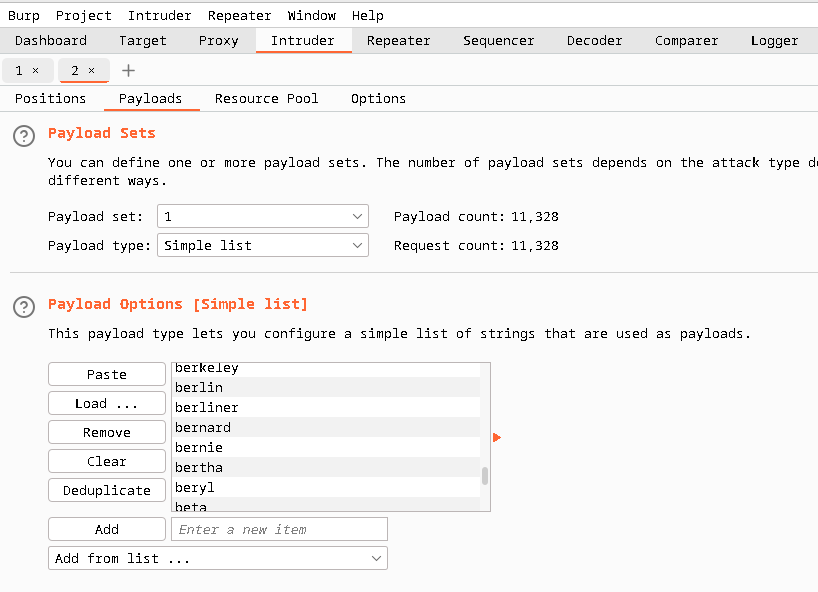 Burp Project Intruder Repeater Window Help
Dashboard Target Proxy Intruder Repeater Sequencer Decoder Comparer Logger
1 × 2 × +
Positions Payloads Resource Pool Options
? Payload Sets
You can define one or more payload sets. The number of payload sets depends on the attack type d
different ways.
Payload set: 1 Payload count: 11,328
Payload type: Simple list Request count: 11,328
? Payload Options [Simple list]
This payload type lets you configure a simple list of strings that are used as payloads.
Paste
Load ...
Remove
Clear
Deduplicate
berkeley
berlin
berliner
bernard
bernie
bertha
beryl
beta
Add Enter a new item
Add from list ...